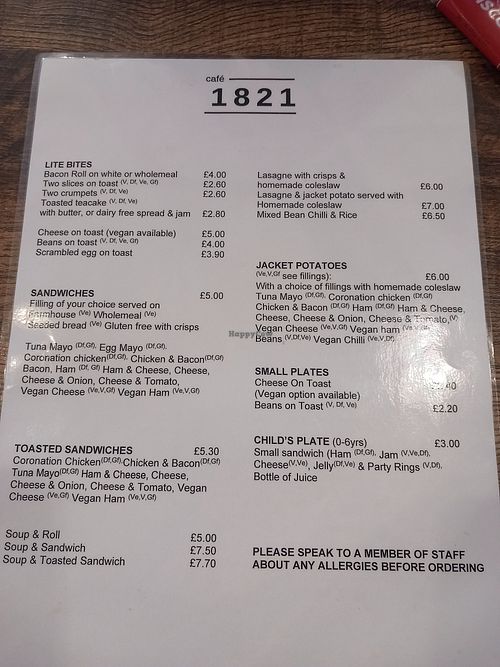 café
1821
LITE BITES
Bacon Roll on white or wholemeal £4.00
Two slices on toast (V, Df, Ve, Gf) £2.60
Two crumpets (V, Df, Ve) £2.60
Toasted teacake (V, Df, Ve)
with butter, or dairy free spread & jam £2.80
Cheese on toast (vegan available) £5.00
Beans on toast (V, Df, Ve, Gf) £4.00
Scrambled egg on toast £3.90
SANDWICHES £5.00
Filling of your choice served on
Farmhouse (Ve) Wholemeal (Ve)
Seeded bread (Ve) Gluten free with crisps
Tuna Mayo (Df,Gf), Egg Mayo (Df,Gf),
Coronation chicken(Df,Gf), Chicken & Bacon(Df,Gf)
Bacon, Ham (Df, Gf) Ham & Cheese, Cheese,
Cheese & Onion, Cheese & Tomato,
Vegan Cheese (Ve,V,Gf) Vegan Ham (Ve,V,Gf)
TOASTED SANDWICHES £5.30
Coronation Chicken(Df,Gf) Chicken & Bacon(Df,Gf)
Tuna Mayo(Df,Gf) Ham & Cheese, Cheese,
Cheese & Onion, Cheese & Tomato, Vegan
Cheese (Ve,Gf) Vegan Ham (Ve,V,Gf)
Soup & Roll £5.00
Soup & Sandwich £7.50
Soup & Toasted Sandwich £7.70
Lasagne with crisps &
homemade coleslaw £6.00
Lasagne & jacket potato served with
Homemade coleslaw £7.00
Mixed Bean Chilli & Rice £6.50
JACKET POTATOES
(Ve,V,Gf see fillings): £6.00
With a choice of fillings with homemade coleslaw
Tuna Mayo (Df,Gf), Coronation chicken (Df,Gf)
Chicken & Bacon (Df,Gf) Ham (Df,Gf) Ham & Cheese,
Cheese, Cheese & Onion, Cheese & Tomato,(V)
Vegan Cheese (Ve,V,Gf) Vegan ham
Beans (V,Df,Ve) Vegan Chilli (Ve,V,Df)
SMALL PLATES
Cheese On Toast
(Vegan option available)
Beans on Toast (V, Df, Ve) £2.20
CHILD'S PLATE (0-6yrs) £3.00
Small sandwich (Ham (Df,Gf), Jam (V,Ve,Df),
Cheese(V,Ve), Jelly(Df,Ve) & Party Rings (V,Df),
Bottle of Juice
PLEASE SPEAK TO A MEMBER OF STAFF
ABOUT ANY ALLERGIES BEFORE ORDERING